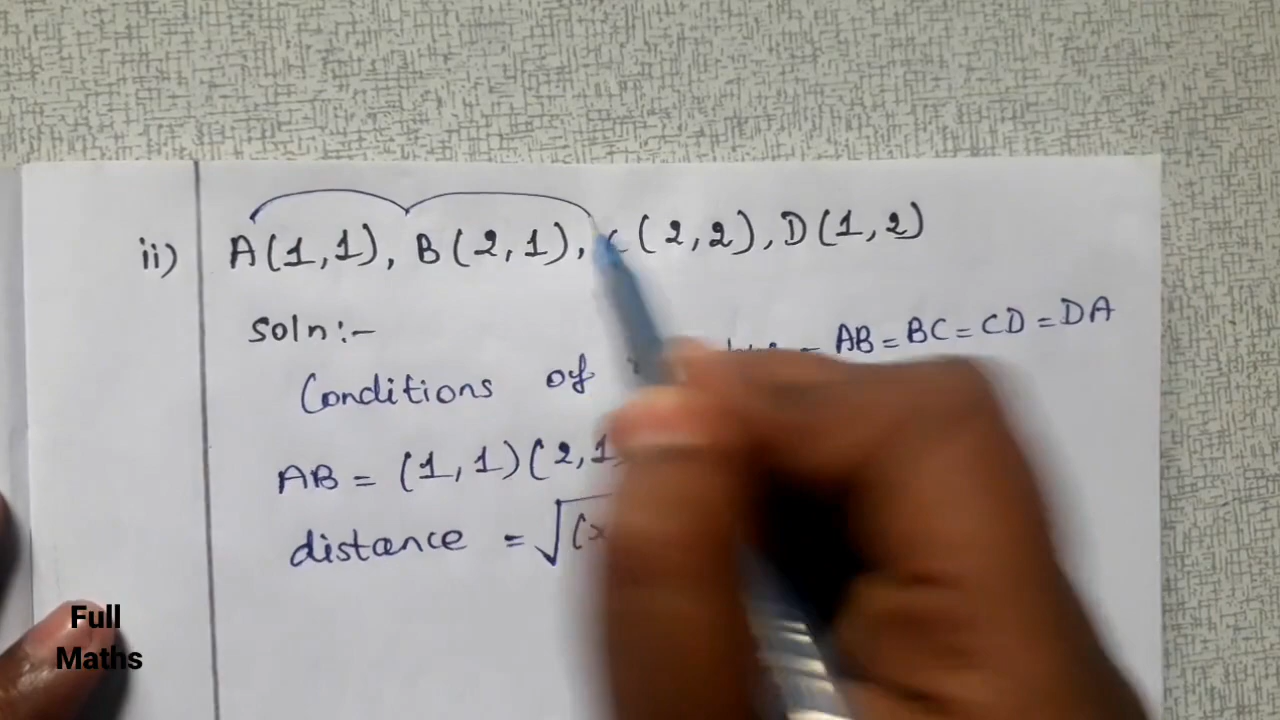 ii) A(1,1), B(2,1), C(2,2), D(1,2)
Soln:-
Conditions of - AB = BC = CD = DA
AB = (1,1)(2,1
distance = √(x
Full
Maths